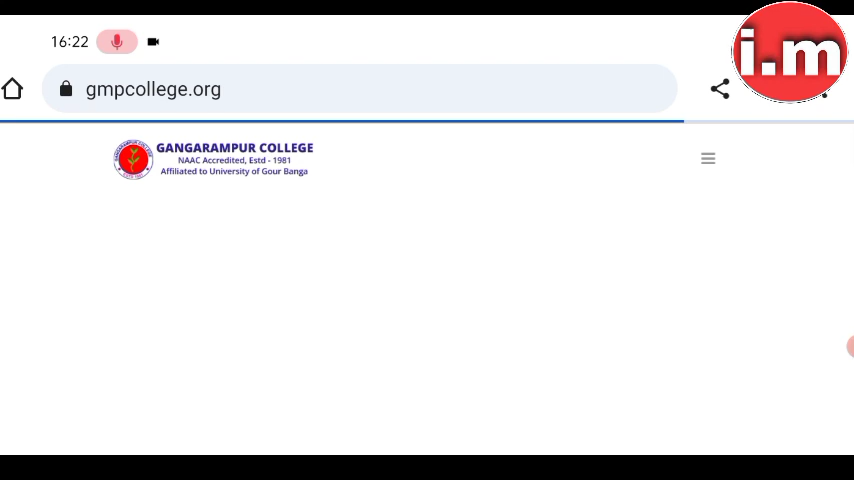 16:22
i.m
gmpcollege.org
GANGARAMPUR COLLEGE
NAAC Accredited, Estd - 1981
Affiliated to University of Gour Banga